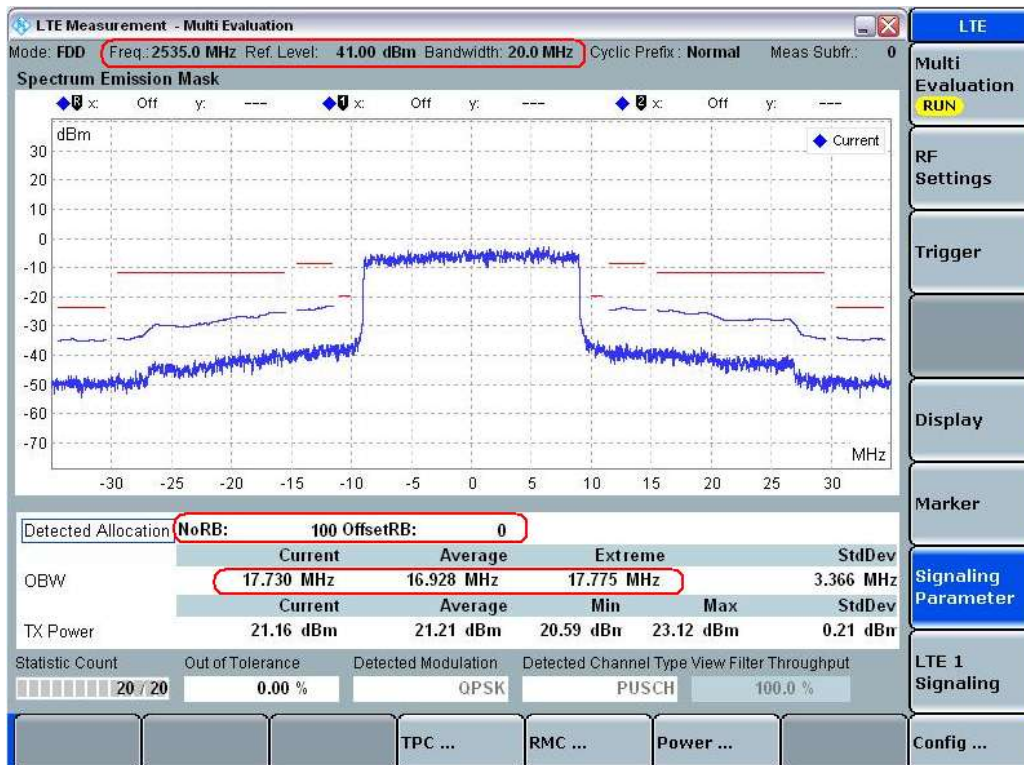 LTE Measurement - Multi Evaluation
LTE
Mode: FDD Freq.: 2535.0 MHz Ref. Level: 41.00 dBm Bandwidth: 20.0 MHz Cyclic Prefix : Normal Meas Subfr.: 0
Spectrum Emission Mask
R x: Off y: --- 1 x: Off y: --- 2 x: Off y: ---
dBm
Current
30
20
10
0
-10
-20
-30
-40
-50
-60
-70
MHz
-30 -25 -20 -15 -10 -5 0 5 10 15 20 25 30
Detected Allocation NoRB: 100 OffsetRB: 0
Current Average Extreme StdDev
OBW 17.730 MHz 16.928 MHz 17.775 MHz 3.366 MHz
Current Average Min Max StdDev
TX Power 21.16 dBm 21.21 dBm 20.59 dBm 23.12 dBm 0.21 dBm
Statistic Count Out of Tolerance Detected Modulation Detected Channel Type View Filter Throughput
20 / 20 0.00 % QPSK PUSCH 100.0 %
Multi
Evaluation
RUN
RF
Settings
Trigger
Display
Marker
Signaling
Parameter
LTE 1
Signaling
TPC ... RMC ... Power ... Config ...